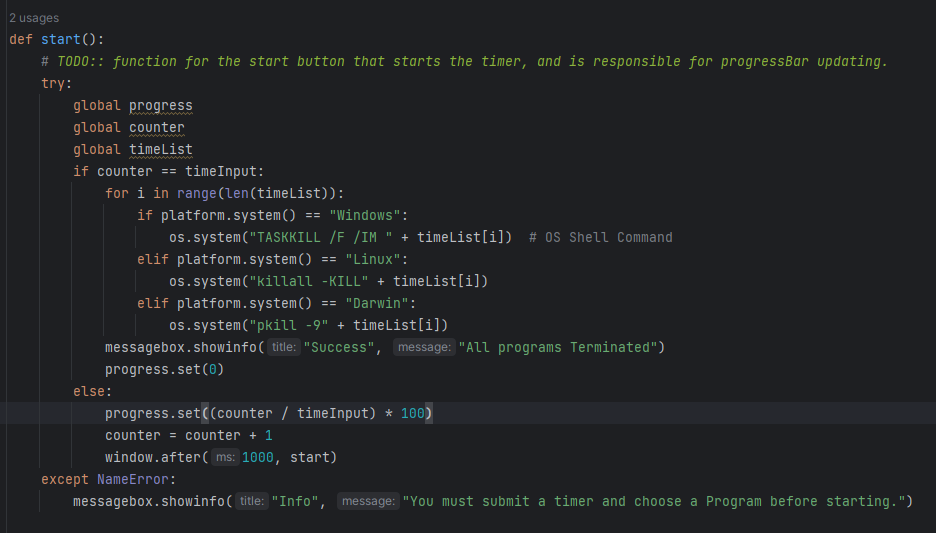 2 usages
def start():
    # TODO:: function for the start button that starts the timer, and is responsible for progressBar updating.
    try:
        global progress
        global counter
        global timeList
        if counter == timeInput:
            for i in range(len(timeList)):
                if platform.system() == "Windows":
                    os.system("TASKKILL /F /IM " + timeList[i])  # OS Shell Command
                elif platform.system() == "Linux":
                    os.system("killall -KILL" + timeList[i])
                elif platform.system() == "Darwin":
                    os.system("pkill -9" + timeList[i])
            messagebox.showinfo( title: "Success",  message: "All programs Terminated")
            progress.set(0)
        else:
            progress.set((counter / timeInput) * 100)
            counter = counter + 1
            window.after( ms: 1000, start)
    except NameError:
        messagebox.showinfo( title: "Info",  message: "You must submit a timer and choose a Program before starting.")